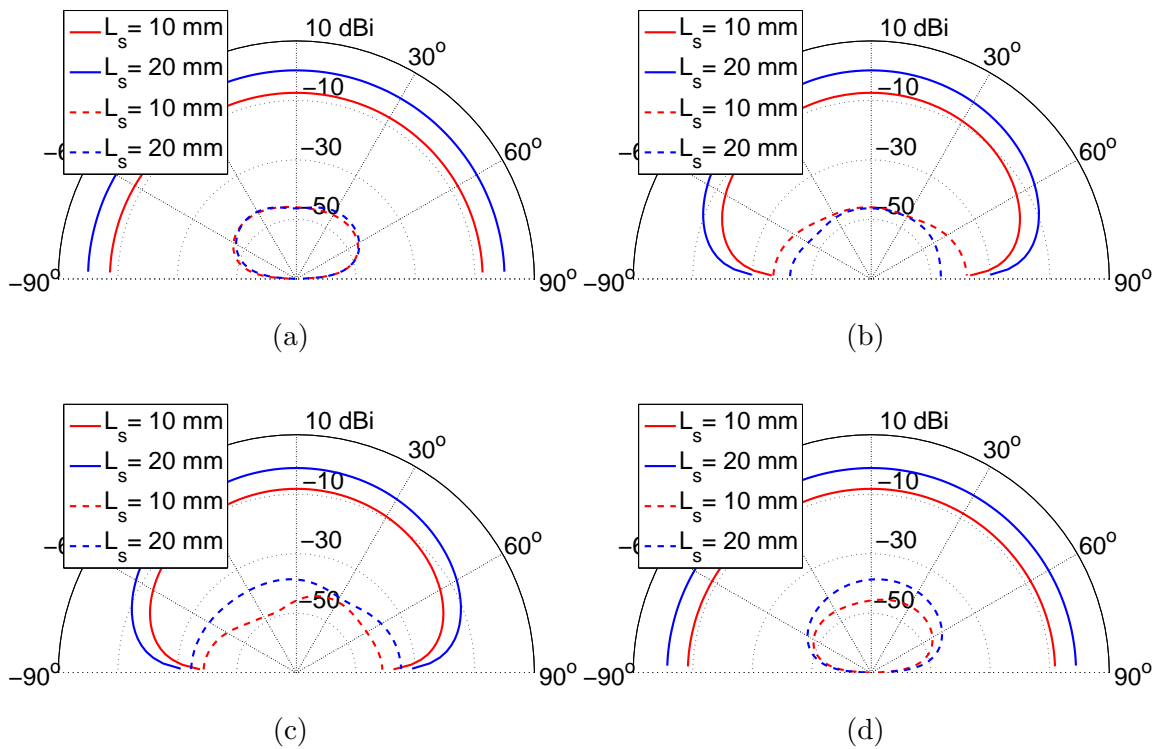 L_s= 10 mm
L_s= 20 mm
L_s= 10 mm
L_s= 20 mm
10 dBi
30°
−10
−30
−50
60°
−90°
90°
(a)
L_s= 10 mm
L_s= 20 mm
L_s= 10 mm
L_s= 20 mm
10 dBi
30°
−10
−30
−50
60°
−90°
90°
(b)
L_s= 10 mm
L_s= 20 mm
L_s= 10 mm
L_s= 20 mm
10 dBi
30°
−10
−30
−50
60°
−90°
90°
(c)
L_s= 10 mm
L_s= 20 mm
L_s= 10 mm
L_s= 20 mm
10 dBi
30°
−10
−30
−50
60°
−90°
90°
(d)